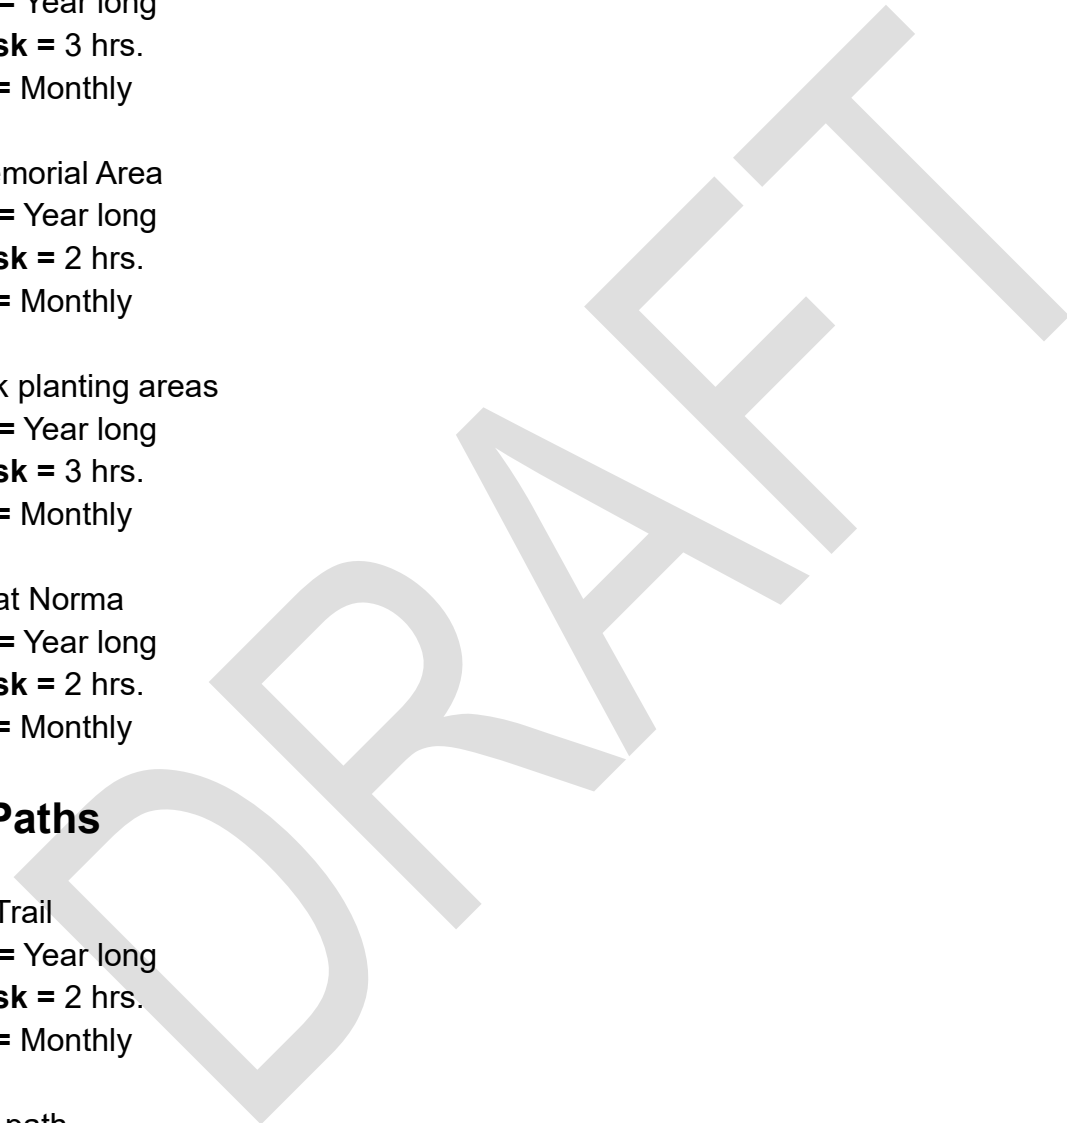 = Year long
sk = 3 hrs.
= Monthly
emorial Area
= Year long
sk = 2 hrs.
= Monthly
k planting areas
= Year long
sk = 3 hrs.
= Monthly
at Norma
= Year long
sk = 2 hrs.
= Monthly
Paths
Trail
= Year long
sk = 2 hrs.
= Monthly
path
DRAFT